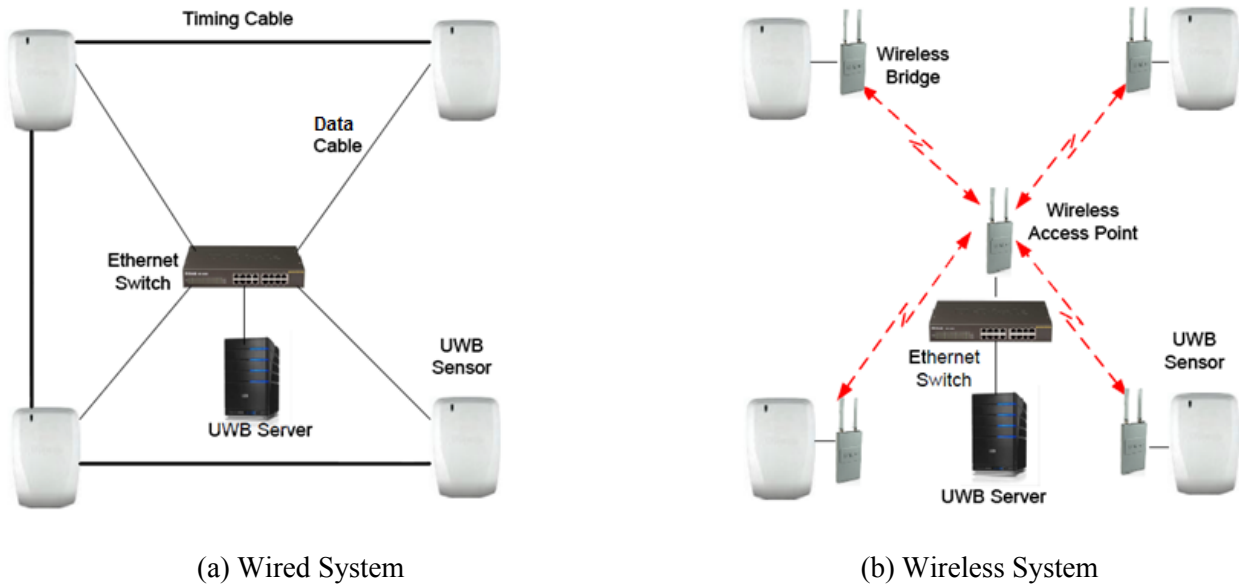 Timing Cable
Data
Cable
Ethernet
Switch
UWB
Sensor
UWB Server
(a) Wired System
Wireless
Bridge
Wireless
Access Point
UWB
Sensor
Ethernet
Switch
UWB Server
(b) Wireless System